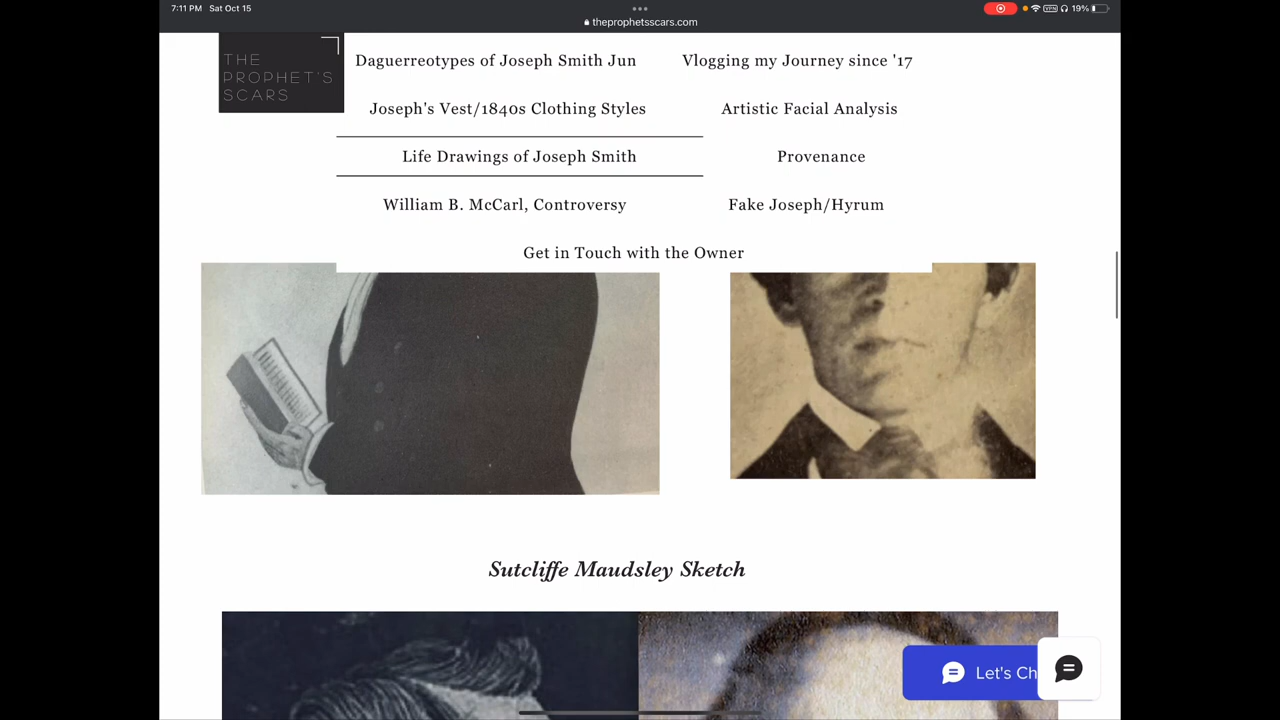 7:11 PM Sat Oct 15
VPN 19%
theprophetsscars.com
THE
PROPHET'S
SCARS
Daguerreotypes of Joseph Smith Jun
Vlogging my Journey since '17
Joseph's Vest/1840s Clothing Styles
Artistic Facial Analysis
Life Drawings of Joseph Smith
Provenance
William B. McCarl, Controversy
Fake Joseph/Hyrum
Get in Touch with the Owner
Sutcliffe Maudsley Sketch
Let's Ch